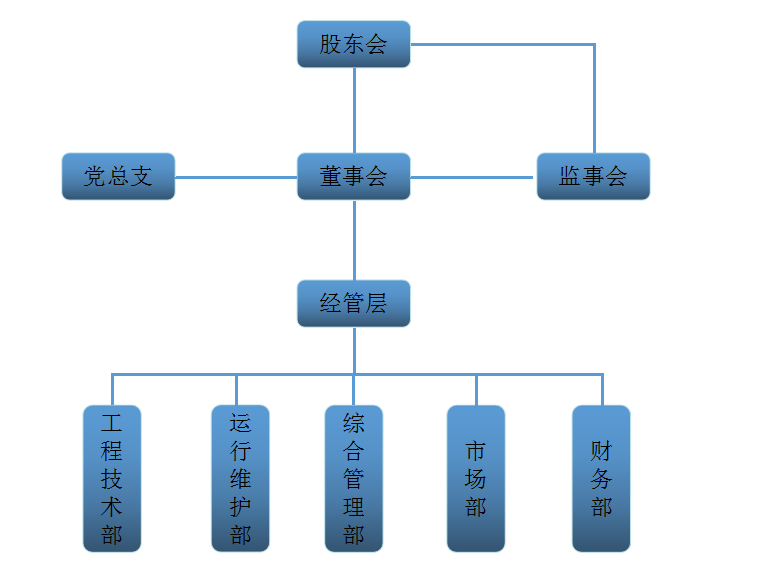 股东会
党总支
董事会
监事会
经管层
工程技术部
运行维护部
综合管理部
市场部
财务部